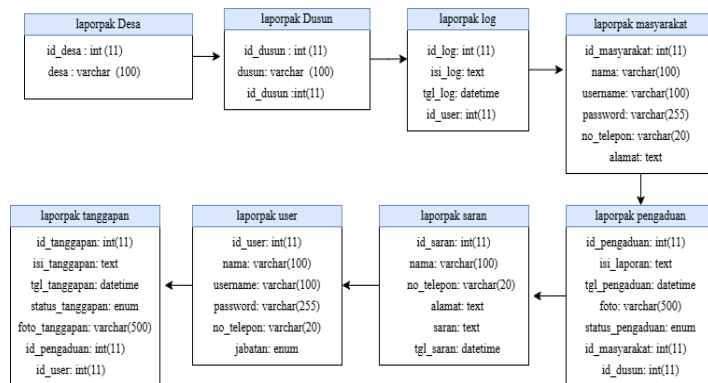 laporpak Desa
id_desa : int (11)
desa : varchar (100)
laporpak Dusun
id_dusun : int (11)
dusun: varchar (100)
id_dusun :int(11)
laporpak log
id_log: int (11)
isi_log: text
tgl_log: datetime
id_user: int(11)
laporpak masyarakat
id_masyarakat: int(11)
nama: varchar(100)
username: varchar(100)
password: varchar(255)
no_telepon: varchar(20)
alamat: text
laporpak tanggapan
id_tanggapan: int(11)
isi_tanggapan: text
tgl_tanggapan: datetime
status_tanggapan: enum
foto_tanggapan: varchar(500)
id_pengaduan: int(11)
id_user: int(11)
laporpak user
id_user: int(11)
nama: varchar(100)
username: varchar(100)
password: varchar(255)
no_telepon: varchar(20)
jabatan: enum
laporpak saran
id_saran: int(11)
nama: varchar(100)
no_telepon: varchar(20)
alamat: text
saran: text
tgl_saran: datetime
laporpak pengaduan
id_pengaduan: int(11)
isi_laporan: text
tgl_pengaduan: datetime
foto: varchar(500)
status_pengaduan: enum
id_masyarakat: int(11)
id_dusun: int(11)